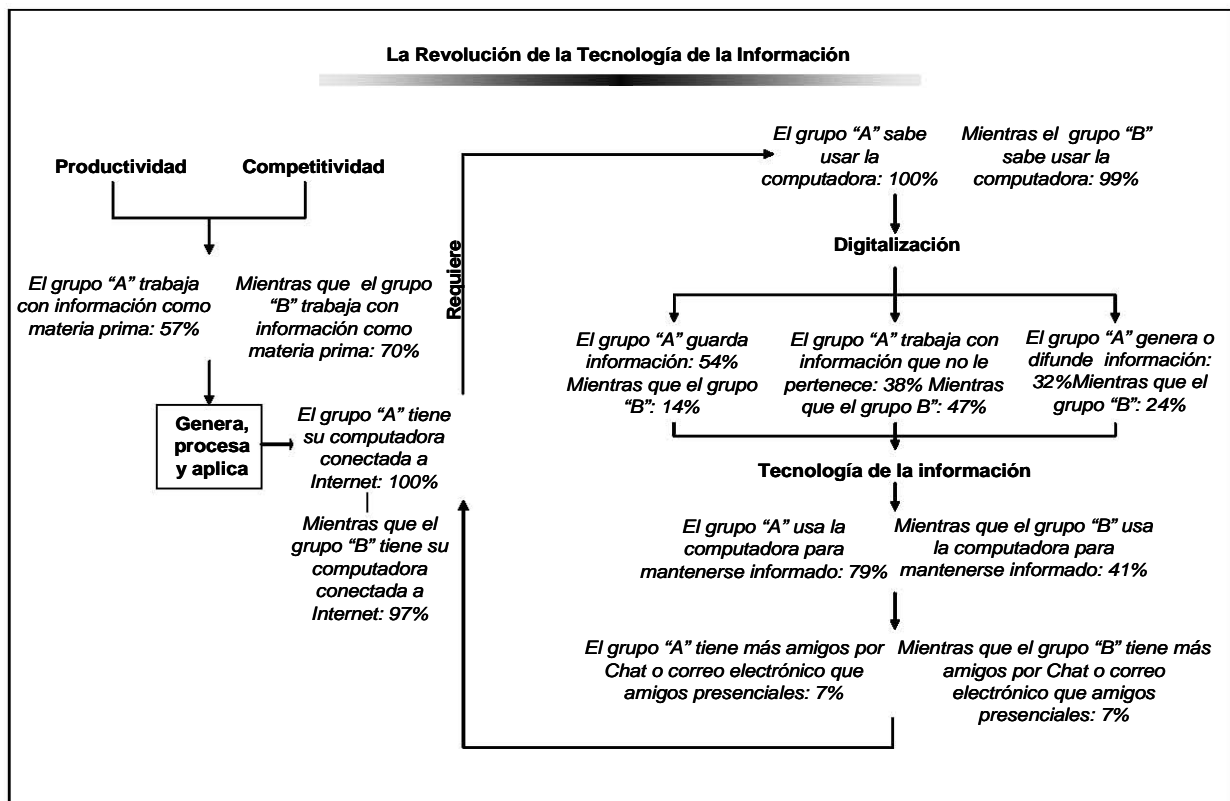 La Revolución de la Tecnología de la Información
Productividad
Competitividad
El grupo “A” trabaja
con información como
materia prima: 57%
Mientras que el grupo
“B” trabaja con
información como
materia prima: 70%
Genera,
procesa
y aplica
El grupo “A” tiene
su computadora
conectada a
Internet: 100%
Mientras que el
grupo “B” tiene su
computadora
conectada a
Internet: 97%
Requiere
El grupo “A” sabe
usar la
computadora: 100%
Mientras el grupo “B”
sabe usar la
computadora: 99%
Digitalización
El grupo “A” guarda
información: 54%
Mientras que el grupo
“B”: 14%
El grupo “A” trabaja con
información que no le
pertenece: 38% Mientras
que el grupo B”: 47%
El grupo “A” genera o
difunde información:
32%Mientras que el
grupo “B”: 24%
Tecnología de la información
El grupo “A” usa la
computadora para
mantenerse informado: 79%
Mientras que el grupo “B” usa
la computadora para
mantenerse informado: 41%
El grupo “A” tiene más amigos por
Chat o correo electrónico que
amigos presenciales: 7%
Mientras que el grupo “B” tiene más
amigos por Chat o correo
electrónico que amigos
presenciales: 7%